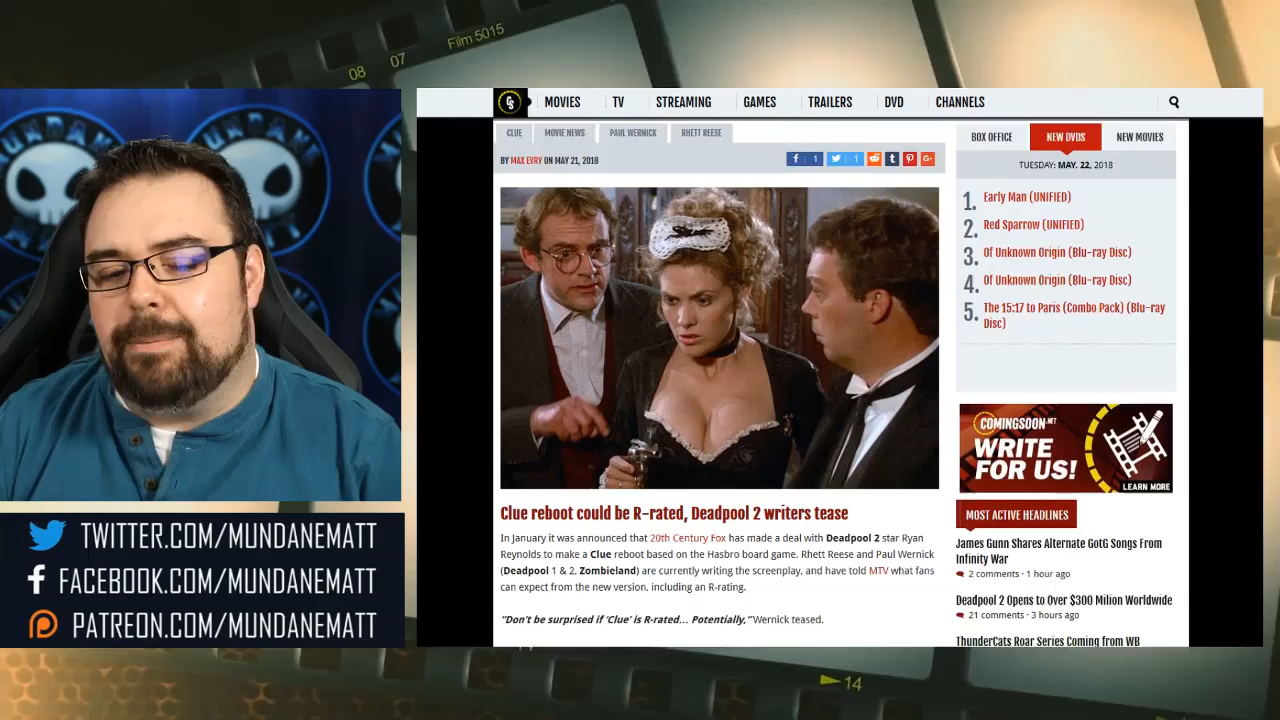 Film 5015
08
07
MUNDANE
MOVIES TV STREAMING GAMES TRAILERS DVD CHANNELS
CLUE MOVIE NEWS PAUL WERNICK RHETT REESE
BY MAX EVRY ON MAY 21, 2018
1 1
BOX OFFICE NEW DVDS NEW MOVIES
TUESDAY: MAY. 22, 2018
1. Early Man (UNIFIED)
2. Red Sparrow (UNIFIED)
3. Of Unknown Origin (Blu-ray Disc)
4. Of Unknown Origin (Blu-ray Disc)
5. The 15:17 to Paris (Combo Pack) (Blu-ray
Disc)
COMINGSOON.NET
WRITE
FOR US!
LEARN MORE
Clue reboot could be R-rated, Deadpool 2 writers tease
In January it was announced that 20th Century Fox has made a deal with Deadpool 2 star Ryan
Reynolds to make a Clue reboot based on the Hasbro board game. Rhett Reese and Paul Wernick
(Deadpool 1 & 2, Zombieland) are currently writing the screenplay, and have told MTV what fans
can expect from the new version, including an R-rating.
“Don’t be surprised if ‘Clue’ is R-rated... Potentially,” Wernick teased.
MOST ACTIVE HEADLINES
James Gunn Shares Alternate GotG Songs From
Infinity War
2 comments · 1 hour ago
Deadpool 2 Opens to Over $300 Milion Worldwide
21 comments · 3 hours ago
ThunderCats Roar Series Coming from WB
TWITTER.COM/MUNDANEMATT
FACEBOOK.COM/MUNDANEMATT
PATREON.COM/MUNDANEMATT
14